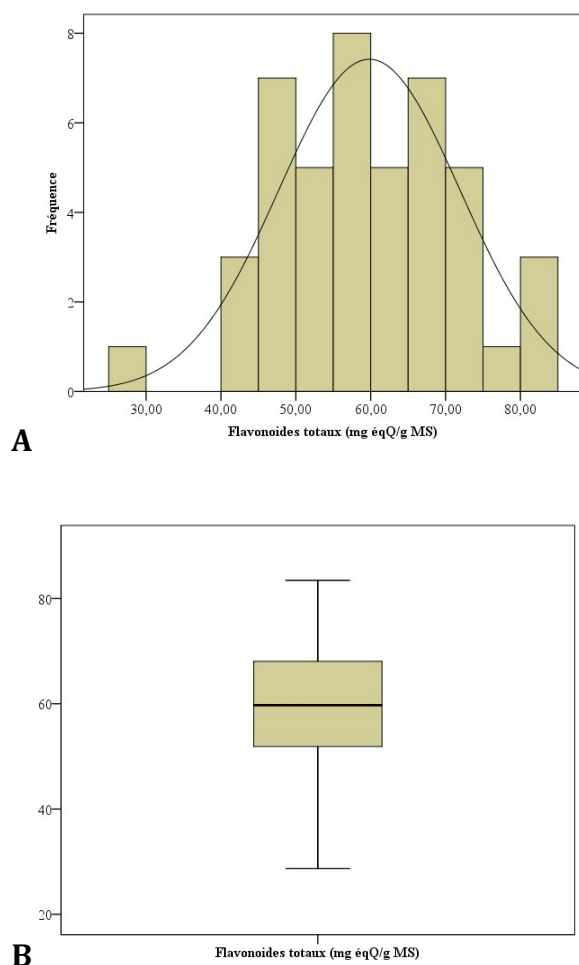 8
6
4
2
0
Fréquence
30,00 40,00 50,00 60,00 70,00 80,00
Flavonoides totaux (mg éqQ/g MS)
A
80
60
40
20
Flavonoides totaux (mg éqQ/g MS)
B